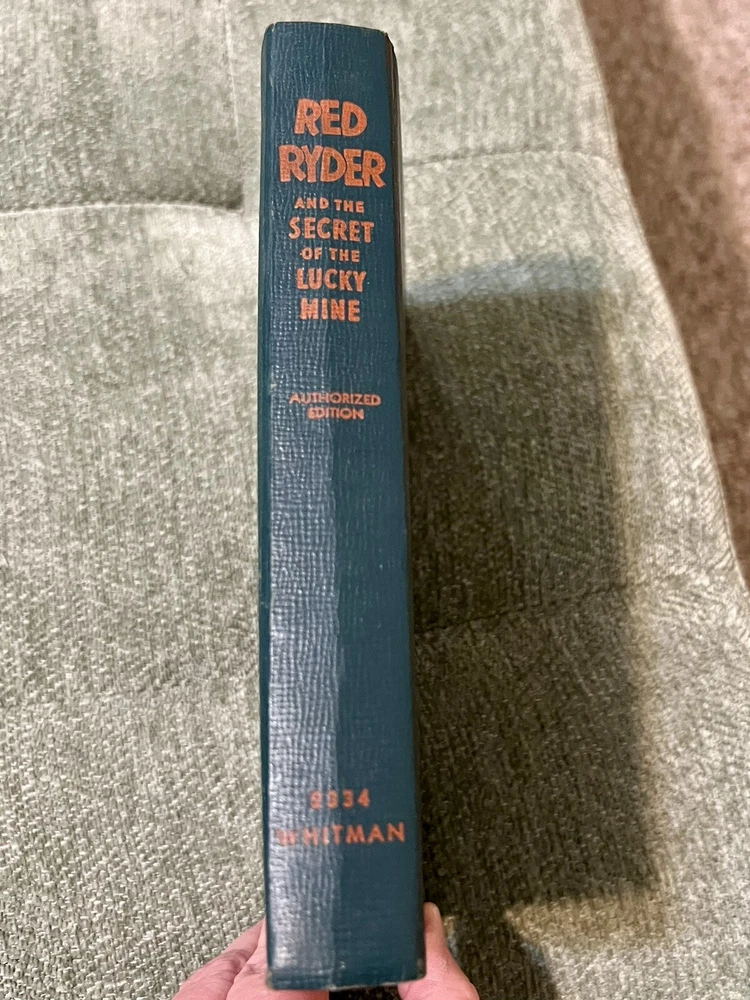 RED
RYDER
AND THE
SECRET
OF THE
LUCKY
MINE
AUTHORIZED
EDITION
2334
WHITMAN